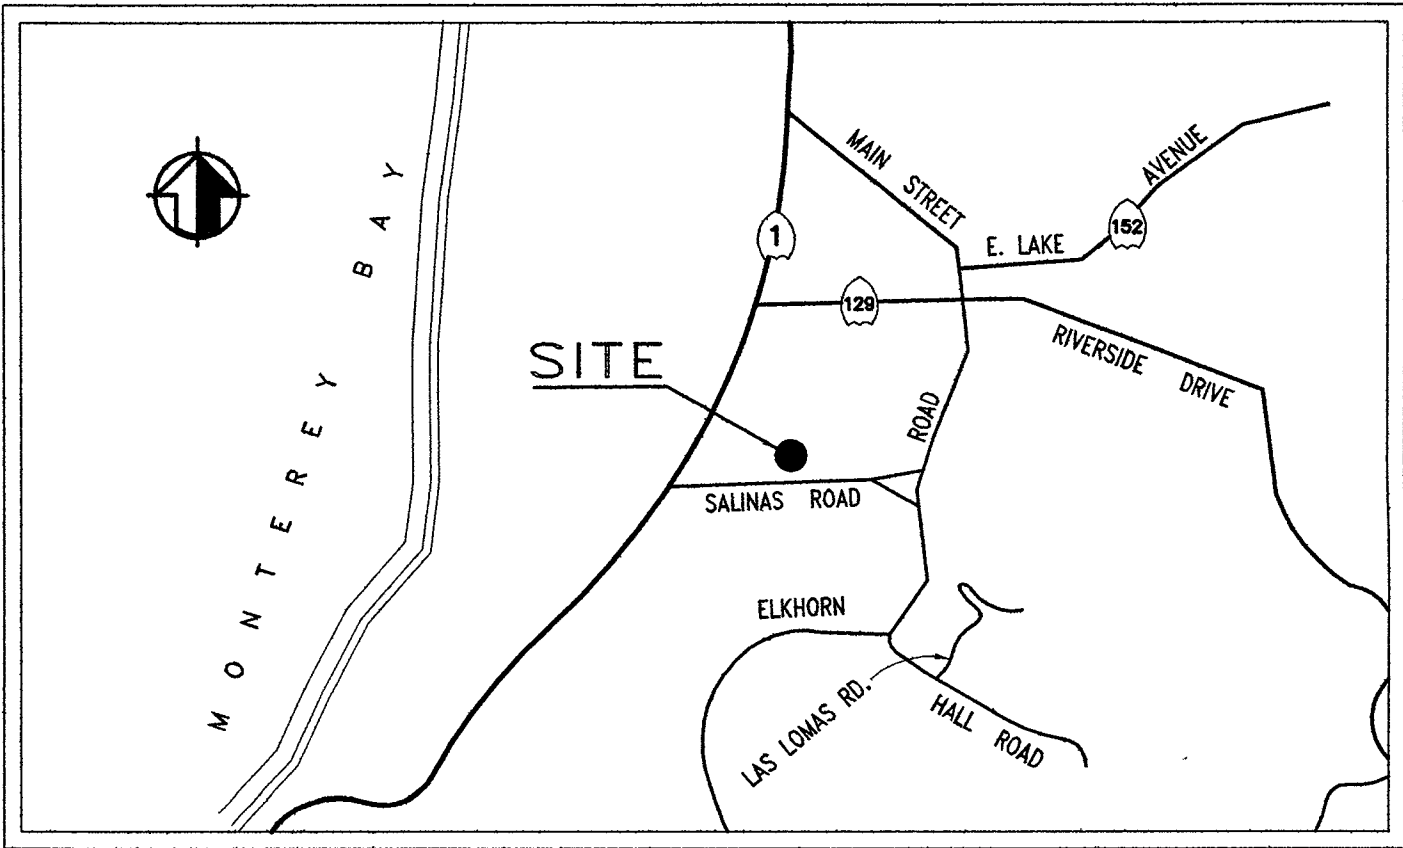 MONTEREY BAY
MAIN STREET
AVENUE
152
E. LAKE
1
129
RIVERSIDE DRIVE
SITE
ROAD
SALINAS ROAD
ELKHORN
LAS LOMAS RD.
HALL ROAD